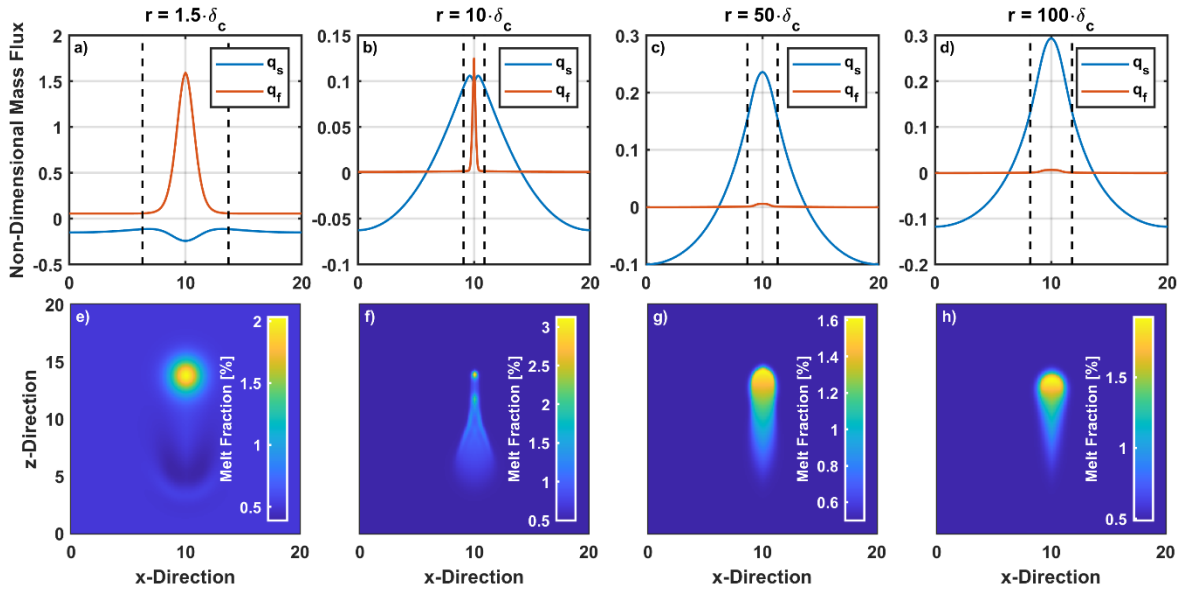 r = 1.5·δc
r = 10·δc
r = 50·δc
r = 100·δc
Non-Dimensional Mass Flux
a)
2
1.5
1
0.5
0
-0.5
qs
qf
0
10
20
b)
0.15
0.1
0.05
0
-0.05
-0.1
qs
qf
0
10
20
c)
0.3
0.2
0.1
0
-0.1
qs
qf
0
10
20
d)
0.3
0.2
0.1
0
-0.1
-0.2
qs
qf
0
10
20
z-Direction
20
15
10
5
0
e)
Melt Fraction [%]
2
1.5
1
0.5
0
10
20
x-Direction
f)
Melt Fraction [%]
3
2.5
2
1.5
1
0.5
0
10
20
x-Direction
g)
Melt Fraction [%]
1.6
1.4
1.2
1
0.8
0.6
0
10
20
x-Direction
h)
Melt Fraction [%]
1.5
1
0.5
0
10
20
x-Direction